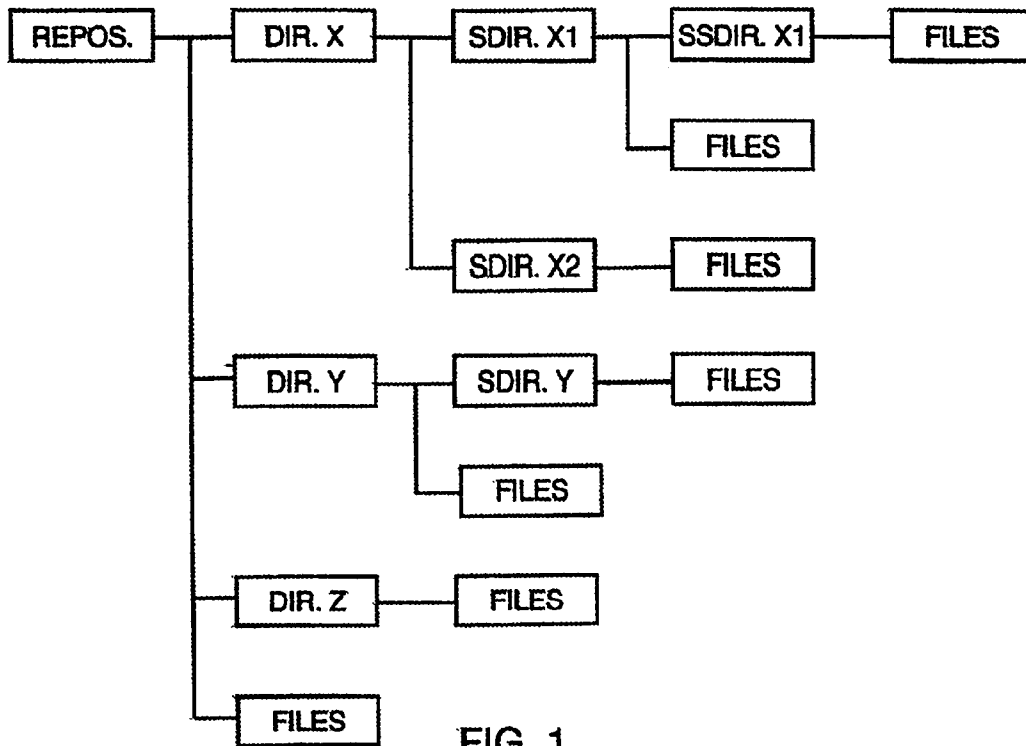 REPOS. DIR. X SDIR. X1 SSDIR. X1 FILES
FILES
SDIR. X2 FILES
DIR. Y SDIR. Y FILES
FILES
DIR. Z FILES
FILES
FIG. 1